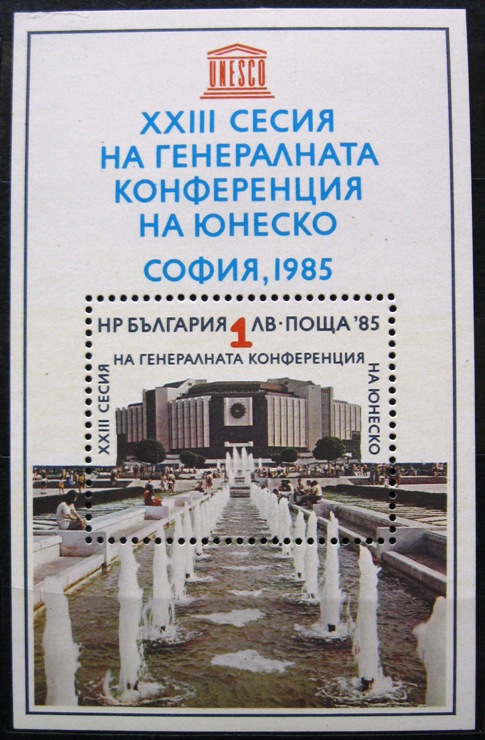 UNESCO
XXIII СЕСИЯ
НА ГЕНЕРАЛНАТА
КОНФЕРЕНЦИЯ
НА ЮНЕСКО
СОФИЯ, 1985
НР БЪЛГАРИЯ 1 ЛВ·ПОЩА '85
XXIII СЕСИЯ
НА ГЕНЕРАЛНАТА КОНФЕРЕНЦИЯ
НА ЮНЕСКО